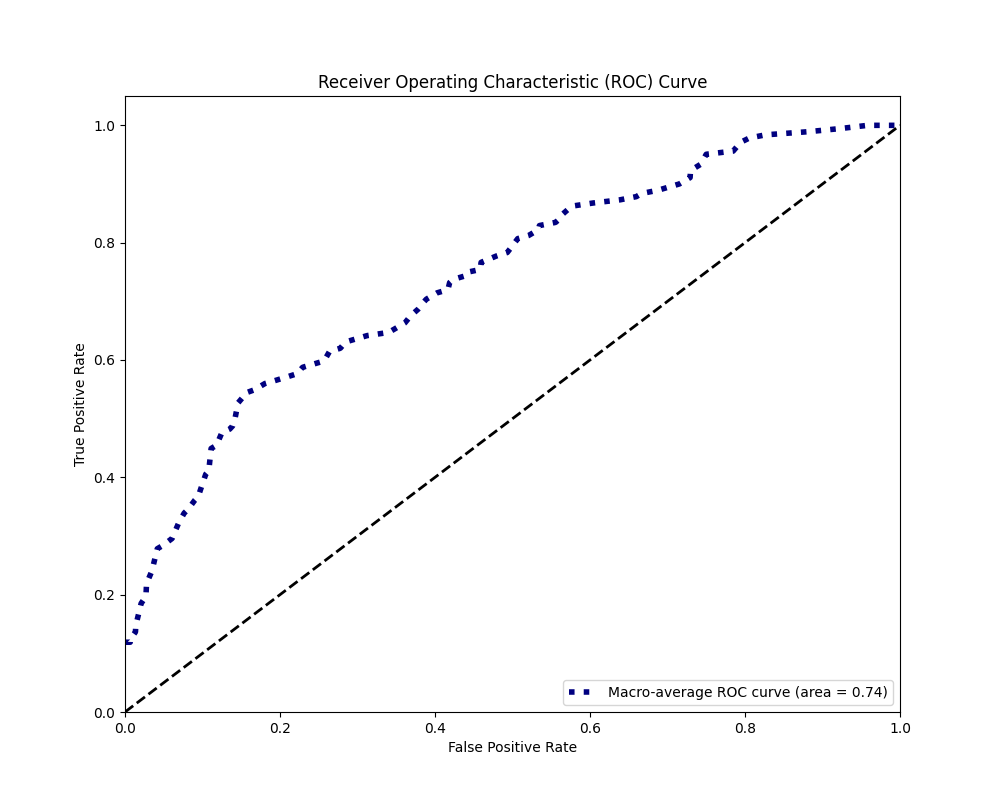 Receiver Operating Characteristic (ROC) Curve
True Positive Rate
1.0
0.8
0.6
0.4
0.2
0.0
0.0 0.2 0.4 0.6 0.8 1.0
False Positive Rate
Macro-average ROC curve (area = 0.74)